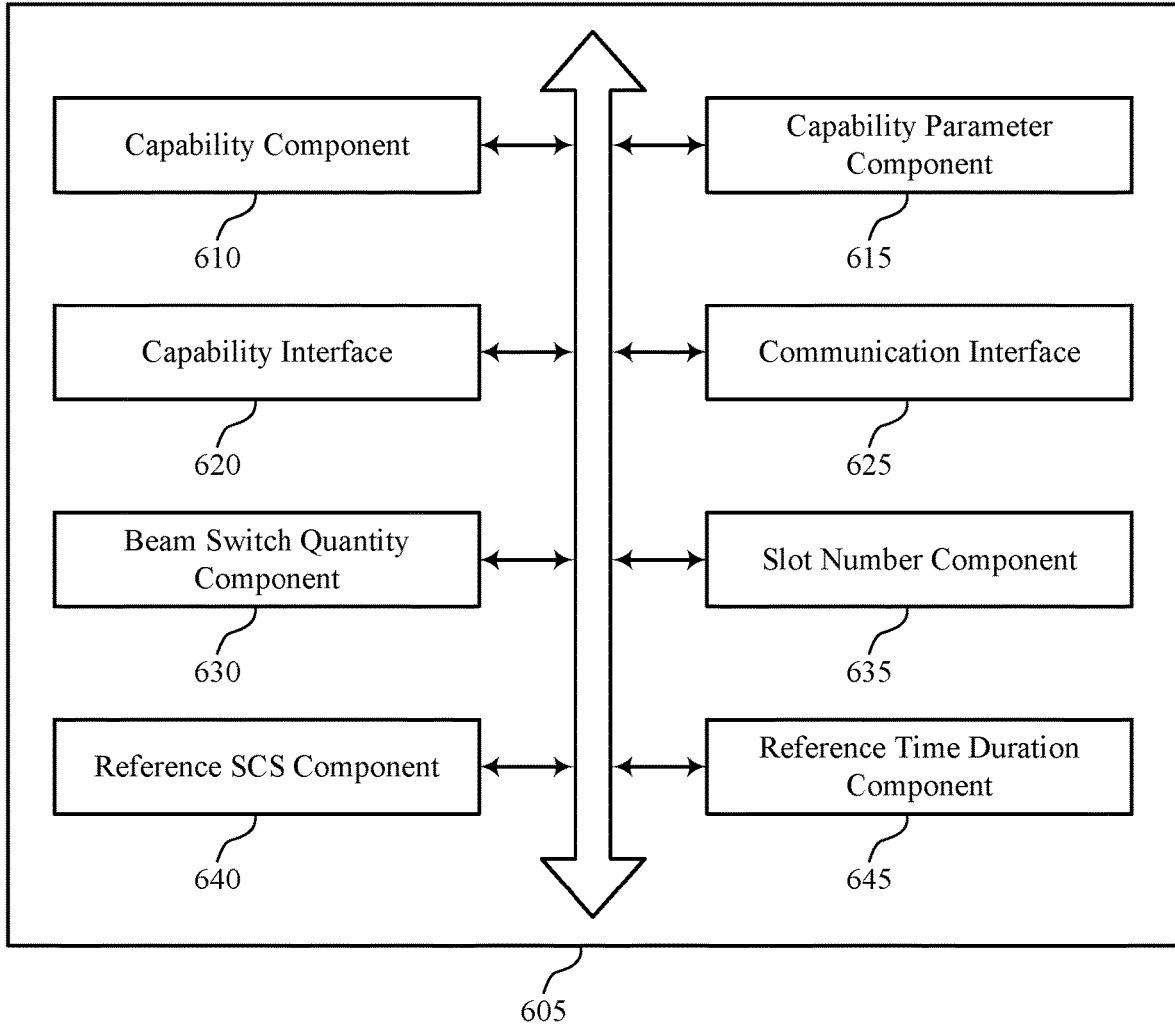 Capability Component
610
Capability Parameter
Component
615
Capability Interface
620
Communication Interface
625
Beam Switch Quantity
Component
630
Slot Number Component
635
Reference SCS Component
640
Reference Time Duration
Component
645
605